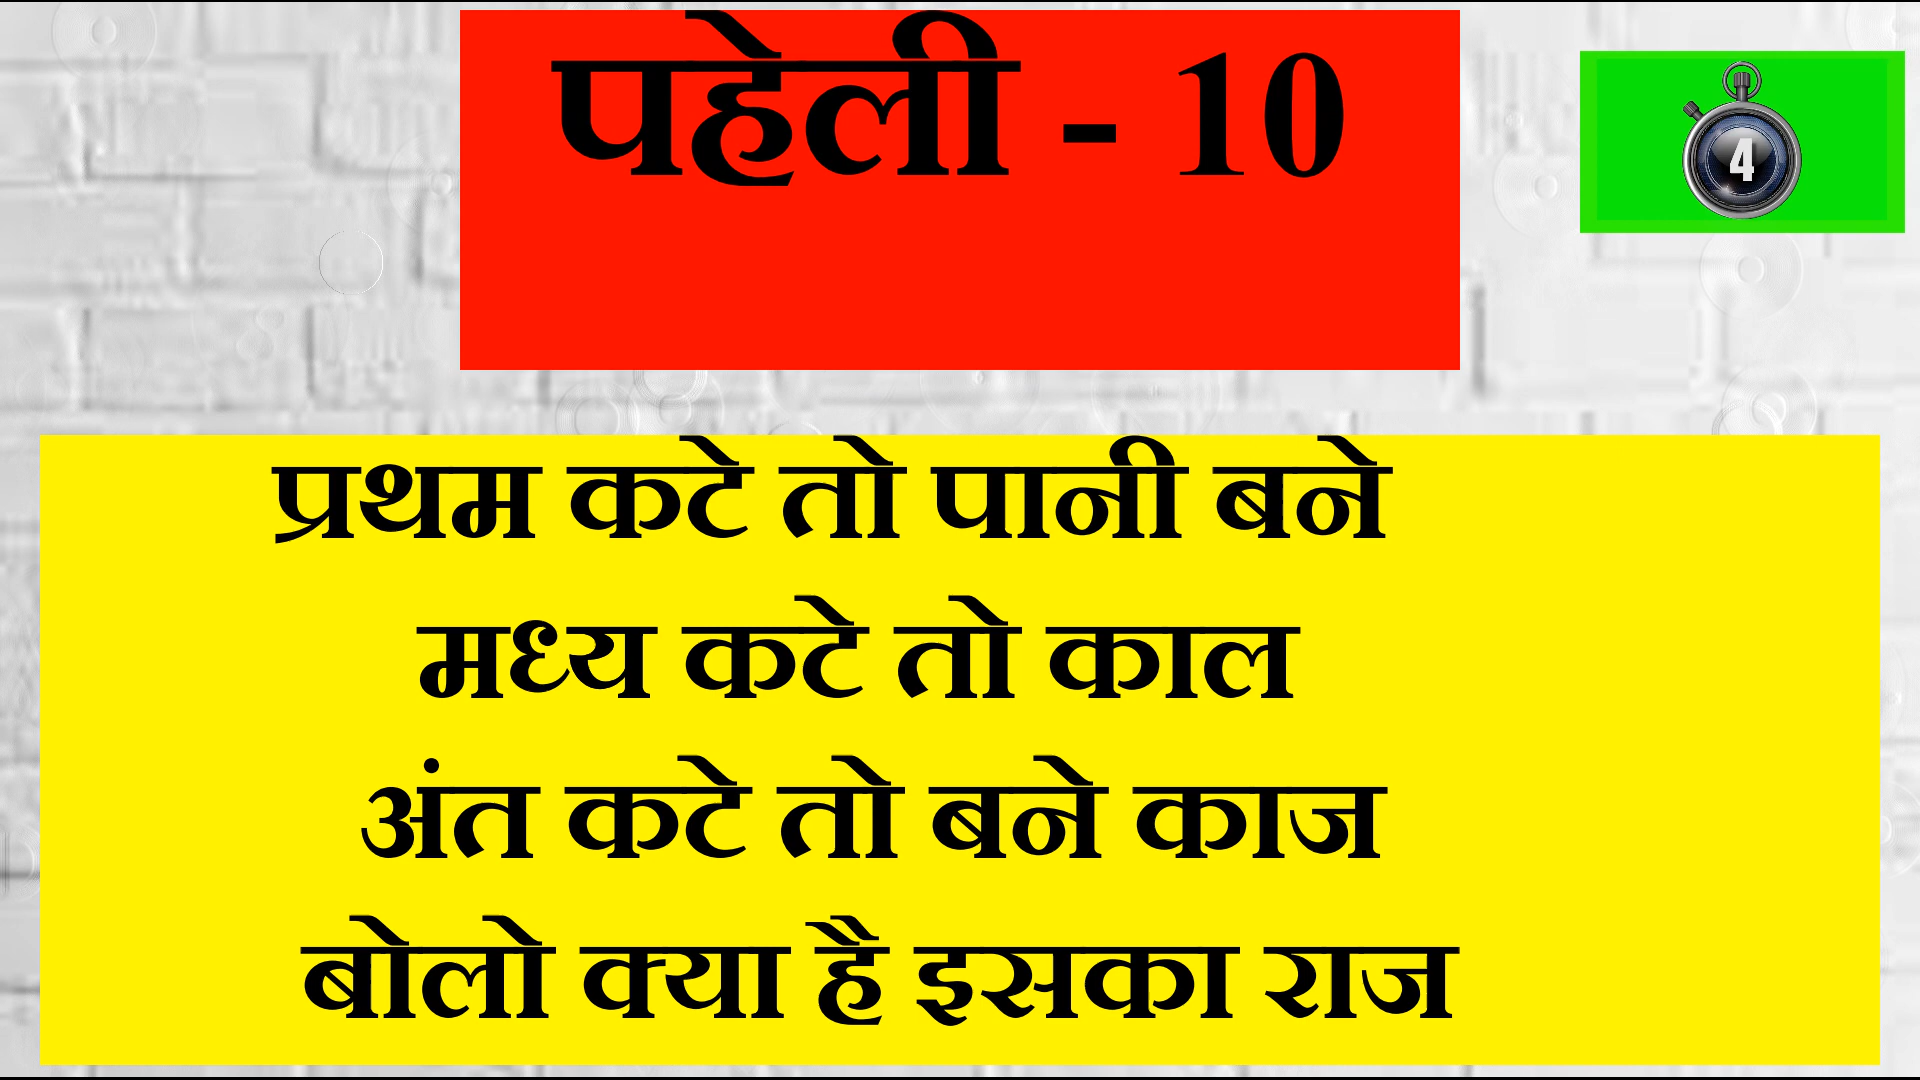 पहेली - 10
4
प्रथम कटे तो पानी बने
मध्य कटे तो काल
अंत कटे तो बने काज
बोलो क्या है इसका राज